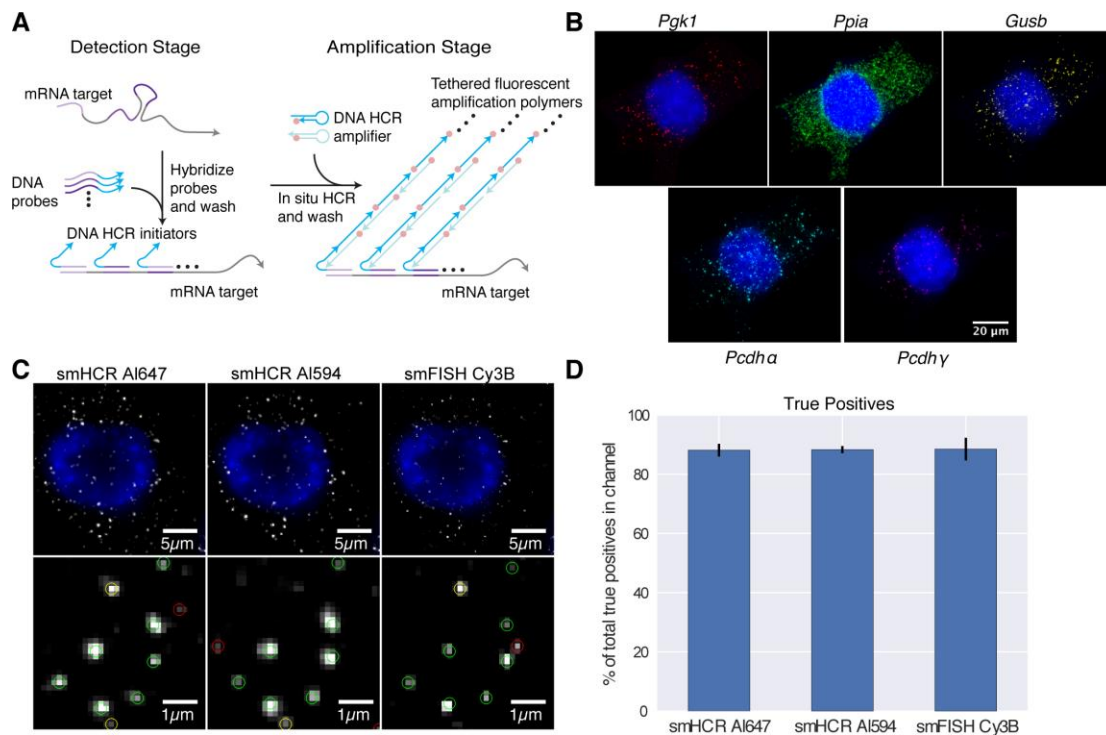 A
Detection Stage
mRNA target
DNA
probes
Hybridize
probes
and wash
DNA HCR initiators
mRNA target
Amplification Stage
Tethered fluorescent
amplification polymers
DNA HCR
amplifier
In situ HCR
and wash
mRNA target
B
Pgk1
Ppia
Gusb
20 µm
Pcdhα
Pcdhγ
C
smHCR Al647
smHCR Al594
smFISH Cy3B
5µm
5µm
5µm
1µm
1µm
1µm
D
True Positives
% of total true positives in channel
100
80
60
40
20
0
smHCR Al647
smHCR Al594
smFISH Cy3B